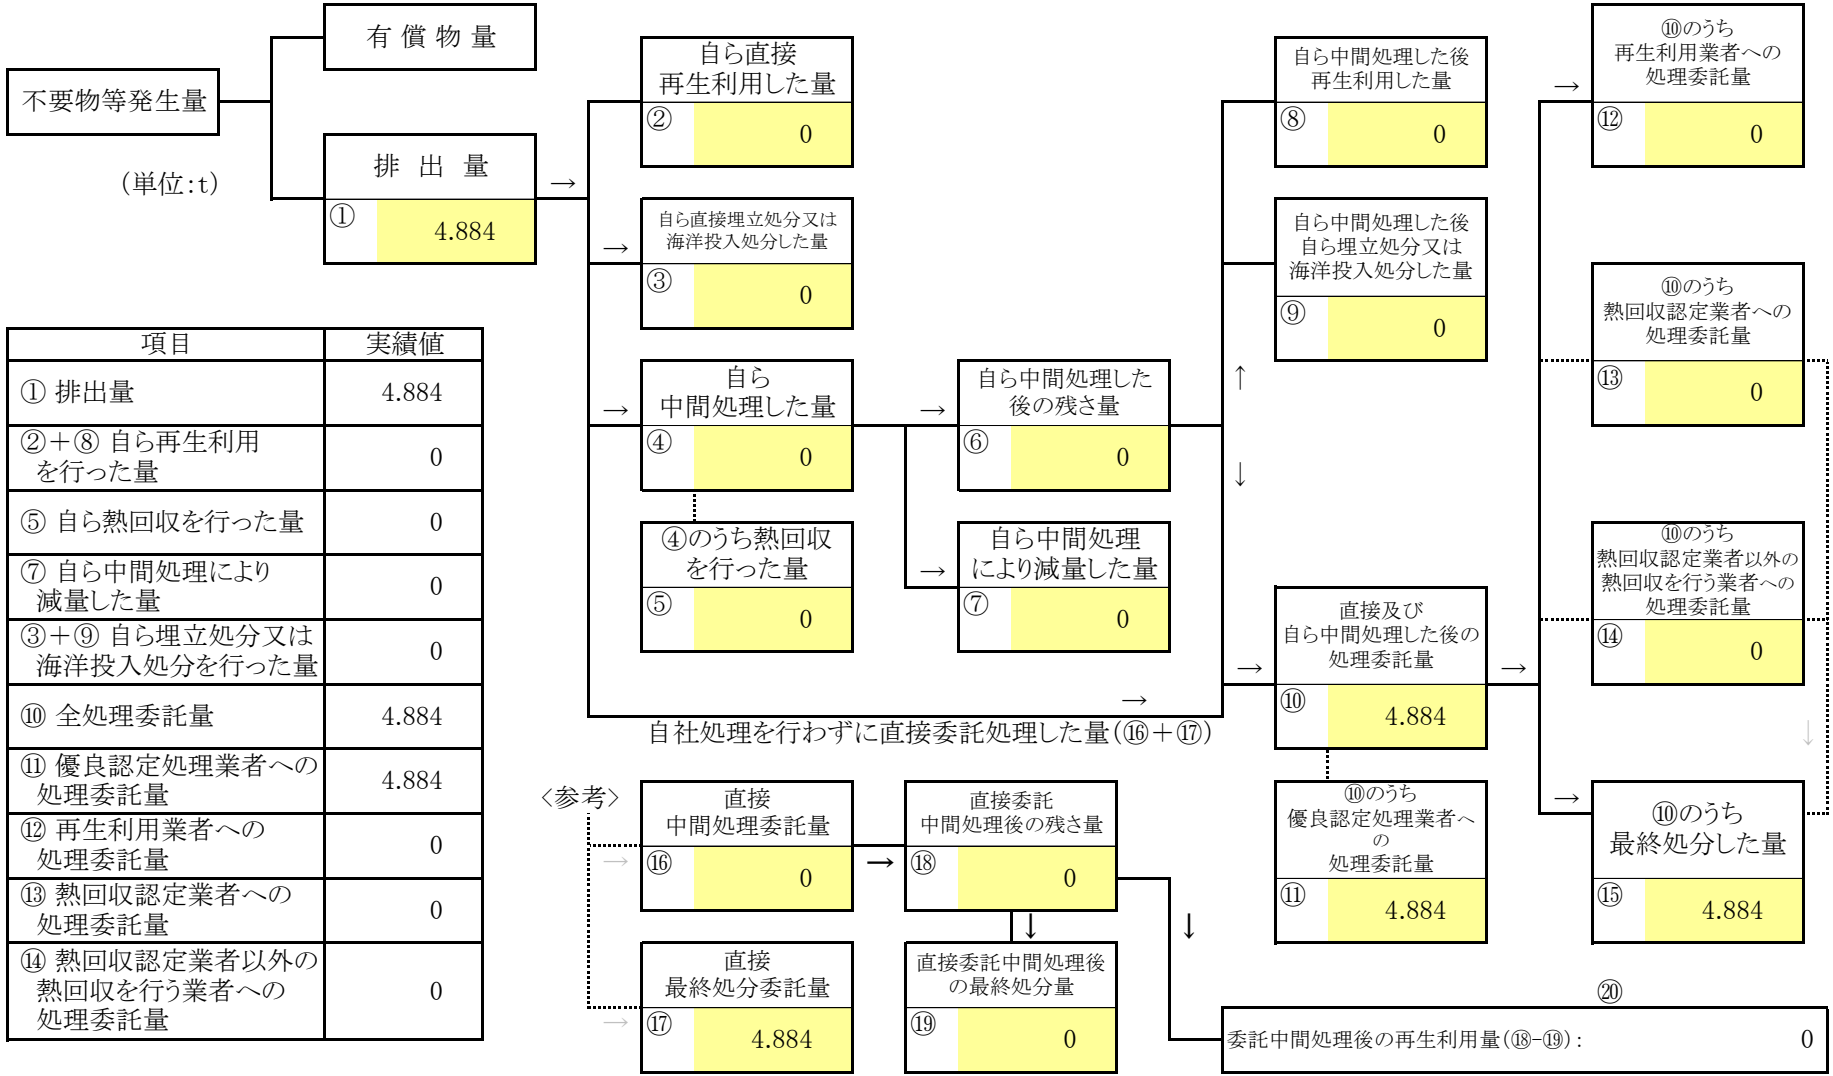 有 償 物 量
不要物等発生量
(単位:t)
排 出 量
→
① 4.884
自ら直接
再生利用した量
② 0
→
自ら直接埋立処分又は
海洋投入処分した量
③ 0
→
自ら
中間処理した量
④ 0
④のうち熱回収
を行った量
⑤ 0
→
自ら中間処理した
後の残さ量
⑥ 0
→
自ら中間処理
により減量した量
⑦ 0
→
自社処理を行わずに直接委託処理した量(⑯+⑰)
自ら中間処理した後
再生利用した量
⑧ 0
自ら中間処理した後
自ら埋立処分又は
海洋投入処分した量
⑨ 0
↑
↓
→
直接及び
自ら中間処理した後の
処理委託量
⑩ 4.884
→
⑩のうち
優良認定処理業者へ
の
処理委託量
⑪ 4.884
→
⑩のうち
再生利用業者への
処理委託量
⑫ 0
⑩のうち
熱回収認定業者への
処理委託量
⑬ 0
⑩のうち
熱回収認定業者以外の
熱回収を行う業者への
処理委託量
⑭ 0
↓
→
⑩のうち
最終処分した量
⑮ 4.884
項目 実績値
① 排出量 4.884
②+⑧ 自ら再生利用
を行った量 0
⑤ 自ら熱回収を行った量 0
⑦ 自ら中間処理により
減量した量 0
③+⑨ 自ら埋立処分又は
海洋投入処分を行った量 0
⑩ 全処理委託量 4.884
⑪ 優良認定処理業者への
処理委託量 4.884
⑫ 再生利用業者への
処理委託量 0
⑬ 熱回収認定業者への
処理委託量 0
⑭ 熱回収認定業者以外の
熱回収を行う業者への
処理委託量 0
〈参考〉
→
直接
中間処理委託量
⑯ 0
→
直接委託
中間処理後の残さ量
⑱ 0
↓
↓
→
直接
最終処分委託量
⑰ 4.884
直接委託中間処理後
の最終処分量
⑲ 0
⑳
委託中間処理後の再生利用量(⑱-⑲): 0